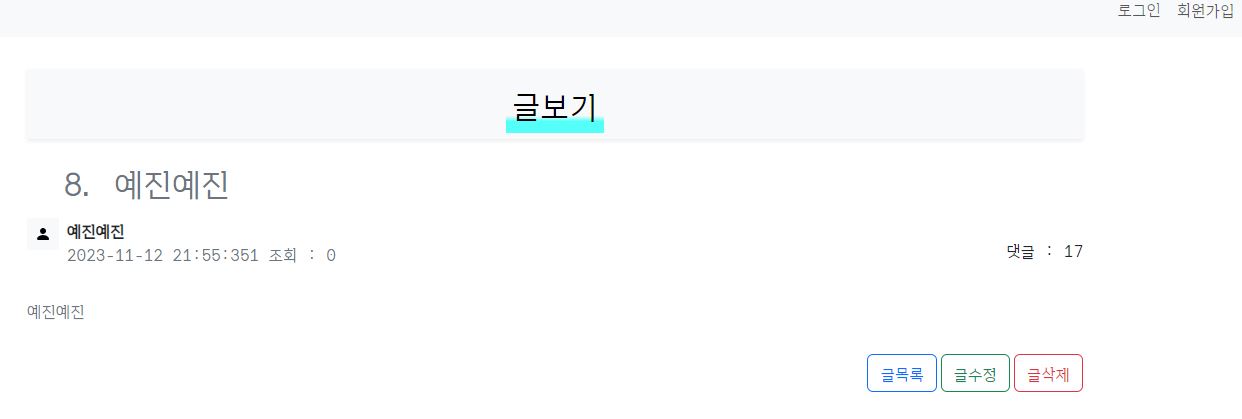 로그인 회원가입
글보기
8. 예진예진
예진예진
2023-11-12 21:55:351 조회 : 0
댓글 : 17
예진예진
글목록 글수정 글삭제